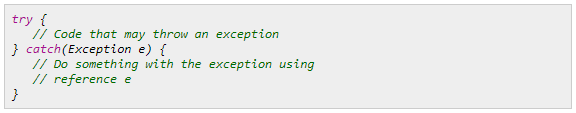 try {
   // Code that may throw an exception
} catch(Exception e) {
   // Do something with the exception using
   // reference e
}